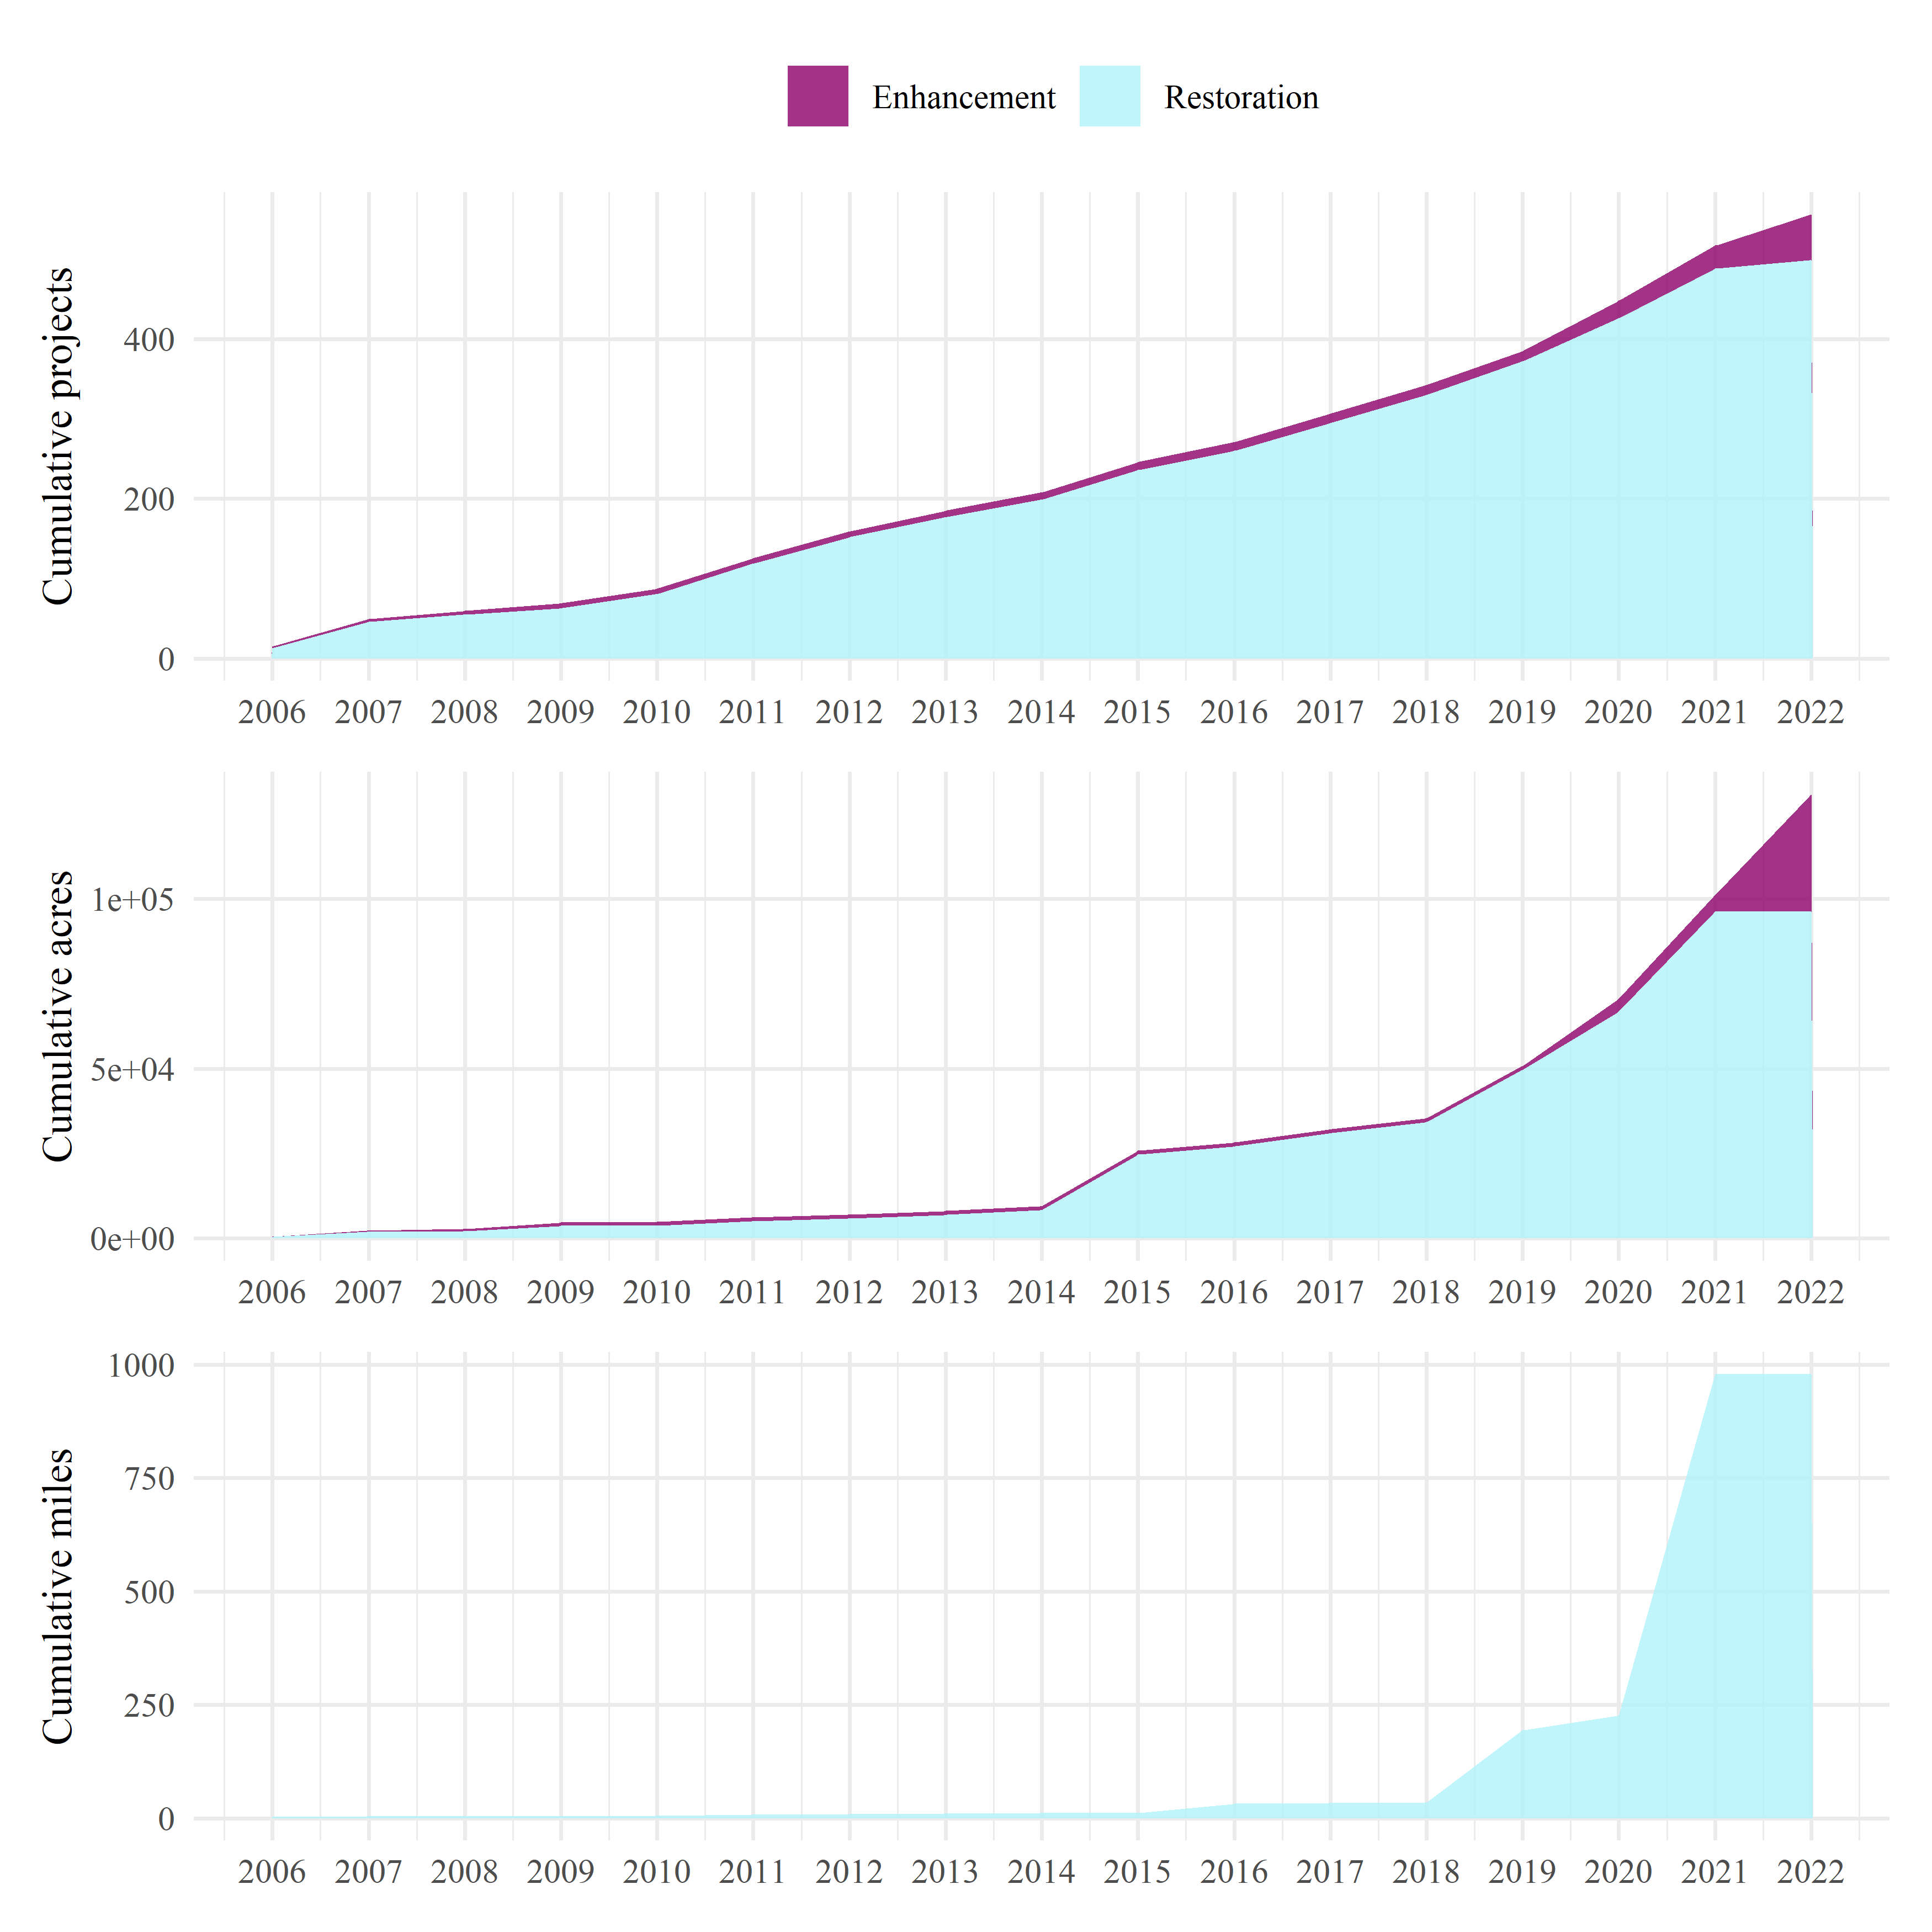 Enhancement Restoration
Cumulative projects
400
200
0
2006 2007 2008 2009 2010 2011 2012 2013 2014 2015 2016 2017 2018 2019 2020 2021 2022
Cumulative acres
1e+05
5e+04
0e+00
2006 2007 2008 2009 2010 2011 2012 2013 2014 2015 2016 2017 2018 2019 2020 2021 2022
Cumulative miles
1000
750
500
250
0
2006 2007 2008 2009 2010 2011 2012 2013 2014 2015 2016 2017 2018 2019 2020 2021 2022